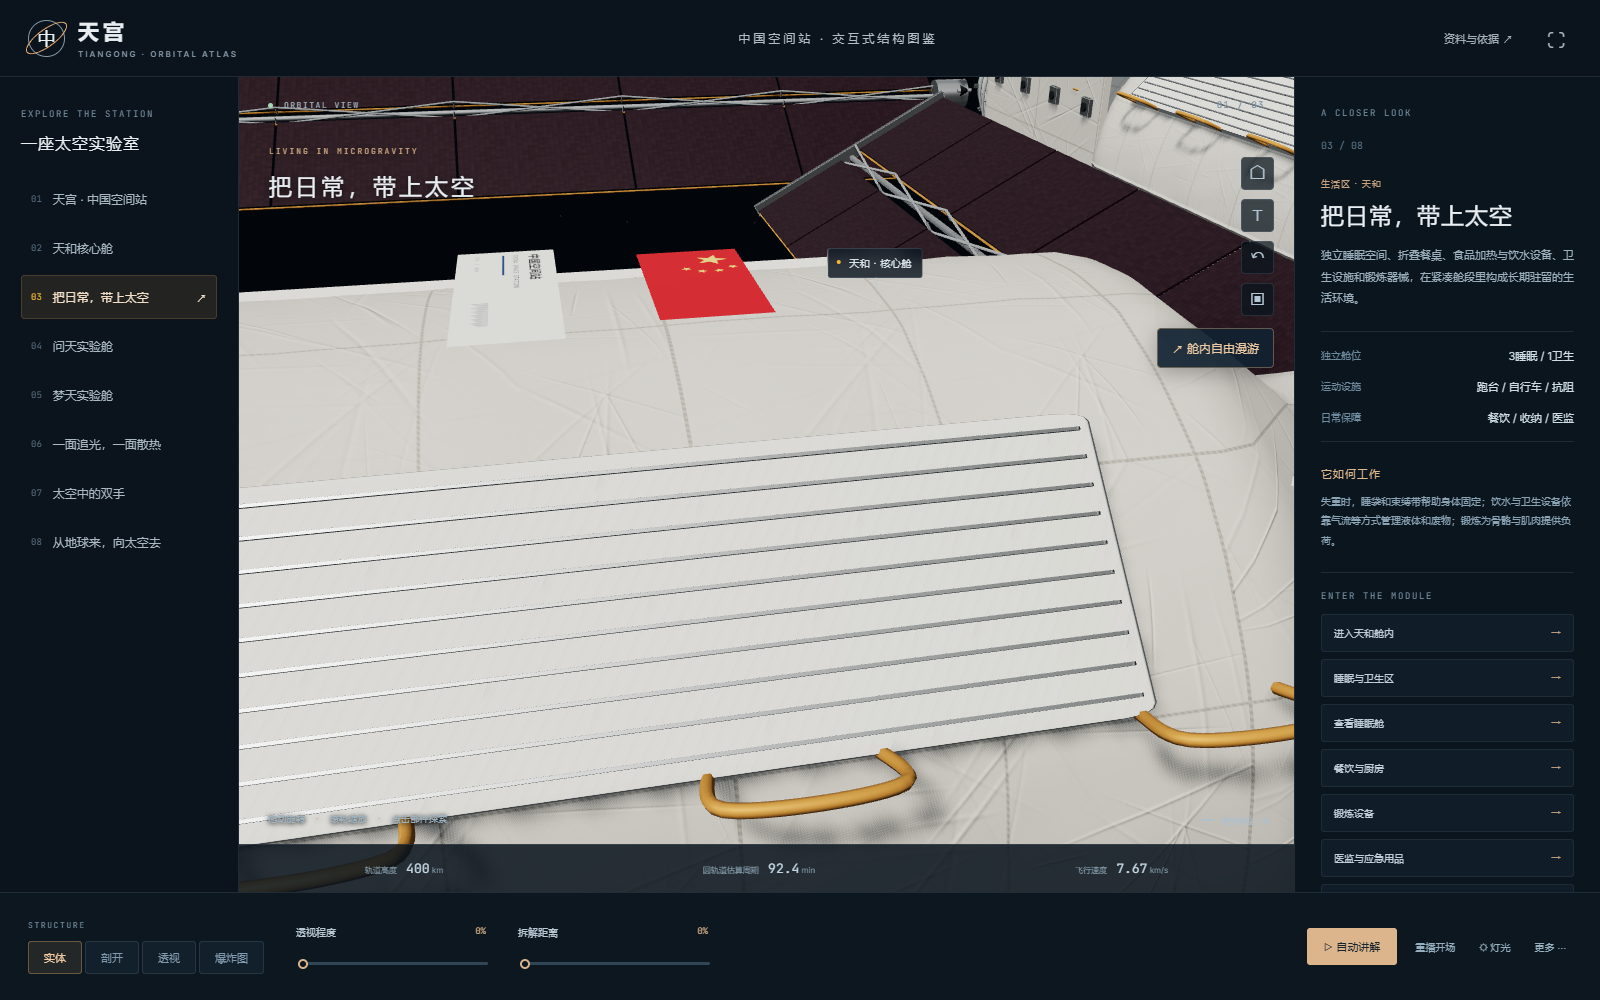 中
天宫
TIANGONG · ORBITAL ATLAS
中国空间站 · 交互式结构图鉴
资料与依据 ↗
EXPLORE THE STATION
一座太空实验室
01 天宫 · 中国空间站
02 天和核心舱
03 把日常，带上太空 ↗
04 问天实验舱
05 梦天实验舱
06 一面追光，一面散热
07 太空中的双手
08 从地球来，向太空去
ORBITAL VIEW
01 / 03
LIVING IN MICROGRAVITY
把日常，带上太空
T
中国空间站
天和 · 核心舱
↗ 舱内自由漫游
轨道高度 400 km
圆轨道估算周期 92.4 min
飞行速度 7.67 km/s
A CLOSER LOOK
03 / 08
生活区 · 天和
把日常，带上太空
独立睡眠空间、折叠餐桌、食品加热与饮水设备、卫
生设施和锻炼器械，在紧凑舱段里构成长期驻留的生
活环境。
独立舱位 3睡眠 / 1卫生
运动设施 跑台 / 自行车 / 抗阻
日常保障 餐饮 / 收纳 / 医监
它如何工作
失重时，睡袋和束缚带帮助身体固定；饮水与卫生设备依
靠气流等方式管理液体和废物；锻炼为骨骼与肌肉提供负
荷。
ENTER THE MODULE
进入天和舱内 →
睡眠与卫生区 →
查看睡眠舱 →
餐饮与厨房 →
锻炼设备 →
医监与应急用品 →
STRUCTURE
实体 剖开 透视 爆炸图
透视程度 0%
拆解距离 0%
▷ 自动讲解
重播开场
灯光
更多 ···